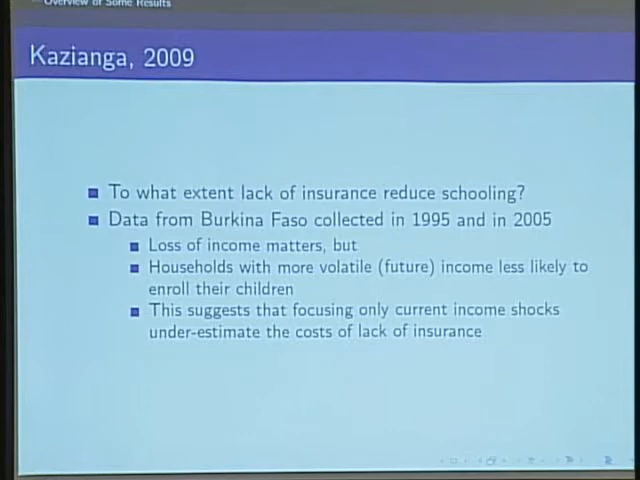 Overview of Some Results
Kazianga, 2009
To what extent lack of insurance reduce schooling?
Data from Burkina Faso collected in 1995 and in 2005
Loss of income matters, but
Households with more volatile (future) income less likely to
enroll their children
This suggests that focusing only current income shocks
under-estimate the costs of lack of insurance